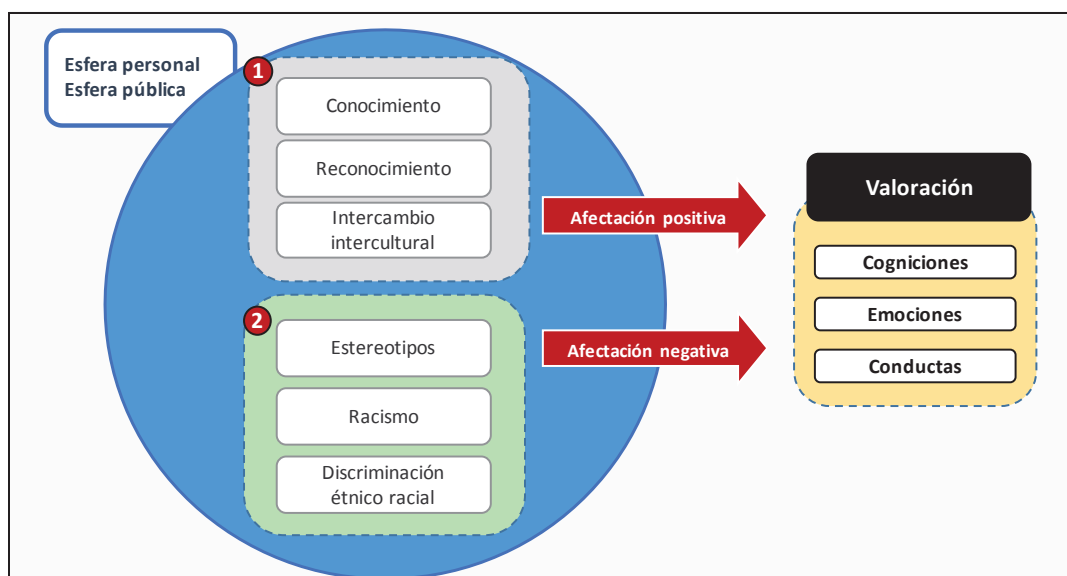 Esfera personal
Esfera pública
1
Conocimiento
Reconocimiento
Intercambio
intercultural
2
Estereotipos
Racismo
Discriminación
étnico racial
Afectación positiva
Afectación negativa
Valoración
Cogniciones
Emociones
Conductas